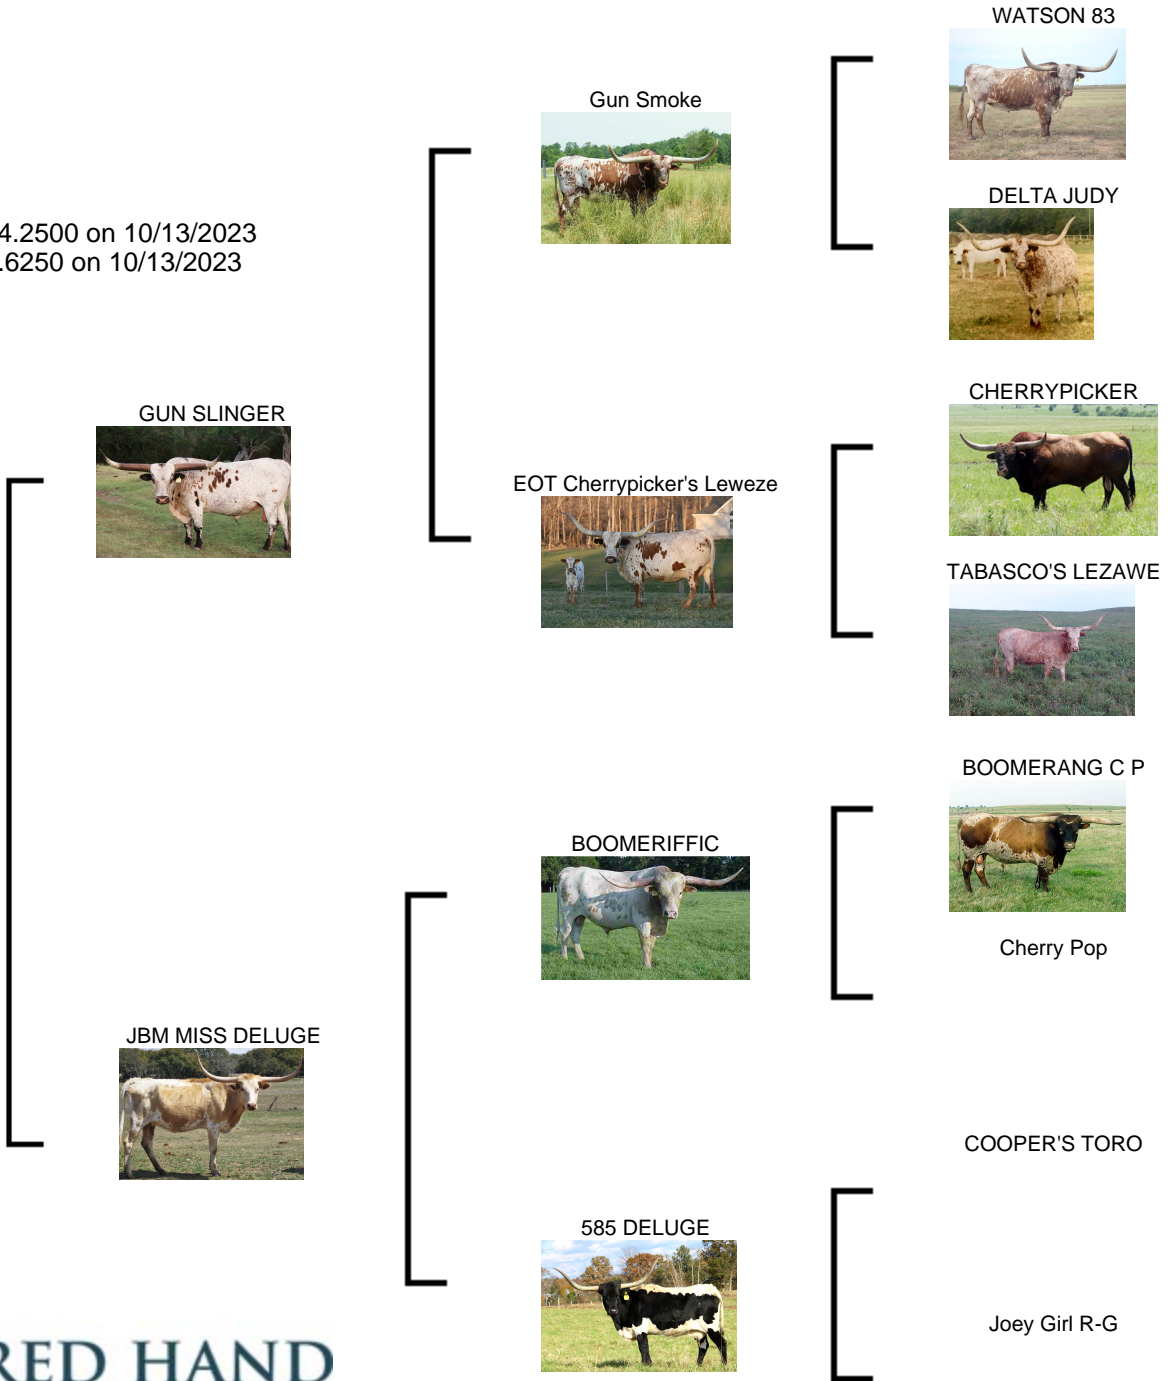 WATSON 83
Gun Smoke
DELTA JUDY
4.2500 on 10/13/2023
.6250 on 10/13/2023
CHERRYPICKER
GUN SLINGER
EOT Cherrypicker's Leweze
TABASCO'S LEZAWE
BOOMERANG C P
BOOMERIFFIC
Cherry Pop
JBM MISS DELUGE
COOPER'S TORO
585 DELUGE
Joey Girl R-G
RED HAND